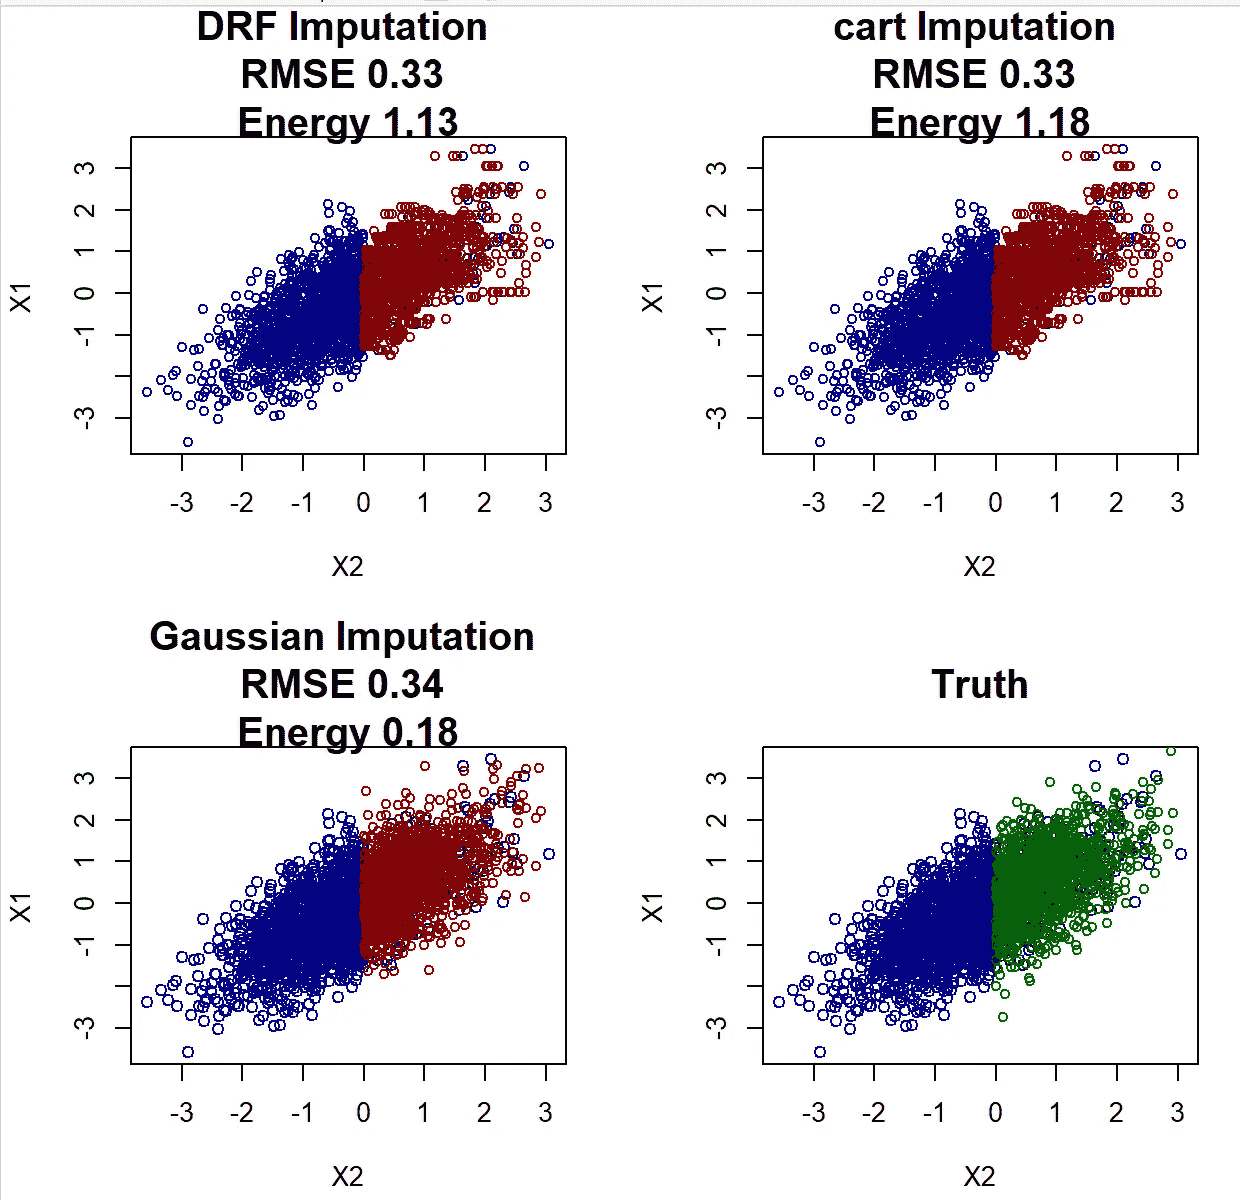 DRF Imputation
RMSE 0.33
Energy 1.13
3
2
1
0
-1
-3
X1
-3 -2 -1 0 1 2 3
X2
cart Imputation
RMSE 0.33
Energy 1.18
3
2
1
0
-1
-3
X1
-3 -2 -1 0 1 2 3
X2
Gaussian Imputation
RMSE 0.34
Energy 0.18
3
2
1
0
-1
-3
X1
-3 -2 -1 0 1 2 3
X2
Truth
3
2
1
0
-1
-3
X1
-3 -2 -1 0 1 2 3
X2